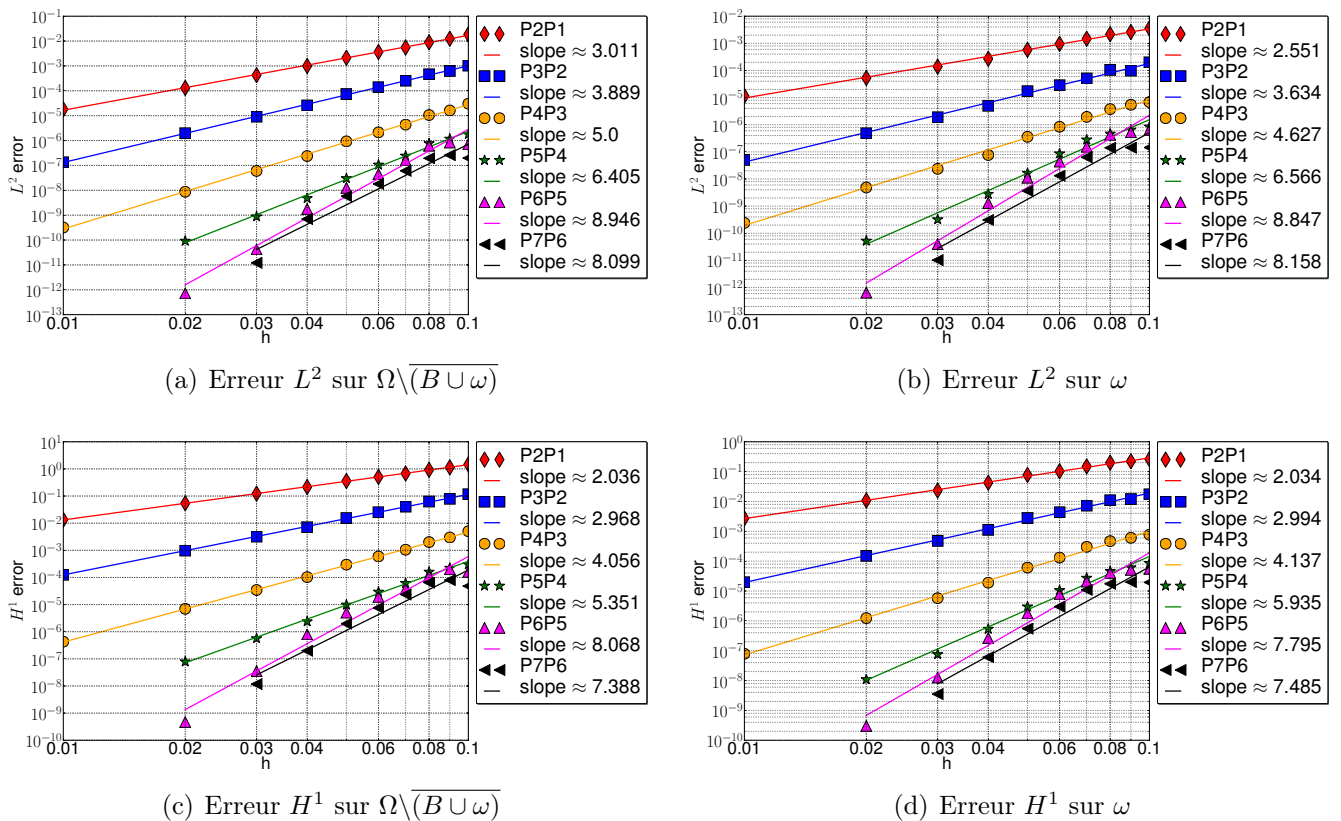 10^{-1}
10^{-2}
10^{-3}
10^{-4}
10^{-5}
10^{-6}
10^{-7}
10^{-8}
10^{-9}
10^{-10}
10^{-11}
10^{-12}
10^{-13}
L^2 error
0.01 0.02 0.03 0.04 0.06 0.08 0.1
h
P2P1
slope ≈ 3.011
P3P2
slope ≈ 3.889
P4P3
slope ≈ 5.0
P5P4
slope ≈ 6.405
P6P5
slope ≈ 8.946
P7P6
slope ≈ 8.099
(a) Erreur L^2 sur Ω\\overline{(B ∪ ω)}
10^{-2}
10^{-3}
10^{-4}
10^{-5}
10^{-6}
10^{-7}
10^{-8}
10^{-9}
10^{-10}
10^{-11}
10^{-12}
10^{-13}
L^2 error
0.01 0.02 0.03 0.04 0.06 0.08 0.1
h
P2P1
slope ≈ 2.551
P3P2
slope ≈ 3.634
P4P3
slope ≈ 4.627
P5P4
slope ≈ 6.566
P6P5
slope ≈ 8.847
P7P6
slope ≈ 8.158
(b) Erreur L^2 sur ω
10^1
10^0
10^{-1}
10^{-2}
10^{-3}
10^{-4}
10^{-5}
10^{-6}
10^{-7}
10^{-8}
10^{-9}
10^{-10}
H^1 error
0.01 0.02 0.03 0.04 0.06 0.08 0.1
h
P2P1
slope ≈ 2.036
P3P2
slope ≈ 2.968
P4P3
slope ≈ 4.056
P5P4
slope ≈ 5.351
P6P5
slope ≈ 8.068
P7P6
slope ≈ 7.388
(c) Erreur H^1 sur Ω\\overline{(B ∪ ω)}
10^0
10^{-1}
10^{-2}
10^{-3}
10^{-4}
10^{-5}
10^{-6}
10^{-7}
10^{-8}
10^{-9}
10^{-10}
H^1 error
0.01 0.02 0.03 0.04 0.06 0.08 0.1
h
P2P1
slope ≈ 2.034
P3P2
slope ≈ 2.994
P4P3
slope ≈ 4.137
P5P4
slope ≈ 5.935
P6P5
slope ≈ 7.795
P7P6
slope ≈ 7.485
(d) Erreur H^1 sur ω